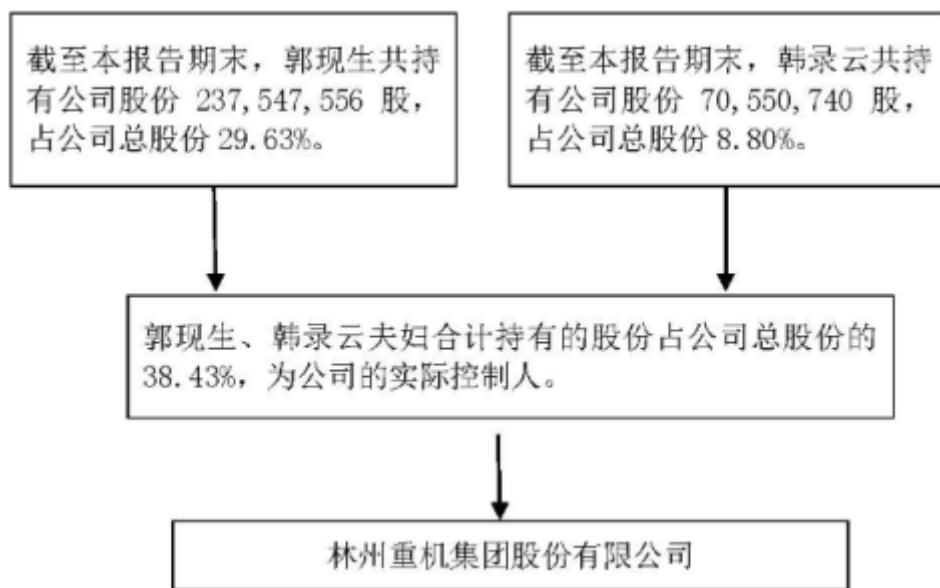 截至本报告期末，郭现生共持
有公司股份 237,547,556 股，
占公司总股份 29.63%。
截至本报告期末，韩录云共持
有公司股份 70,550,740 股，
占公司总股份 8.80%。
郭现生、韩录云夫妇合计持有的股份占公司总股份的
38.43%，为公司的实际控制人。
林州重机集团股份有限公司